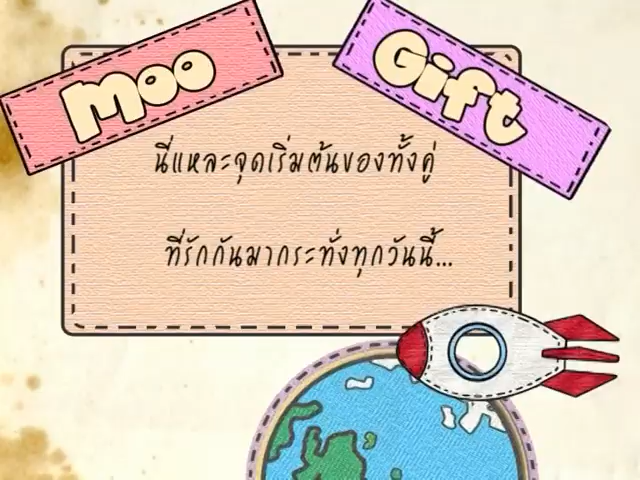 Moo
Gift
นี่แหละจุดเริ่มต้นของทั้งคู่
ที่รักกันมากระทั่งทุกวันนี้...